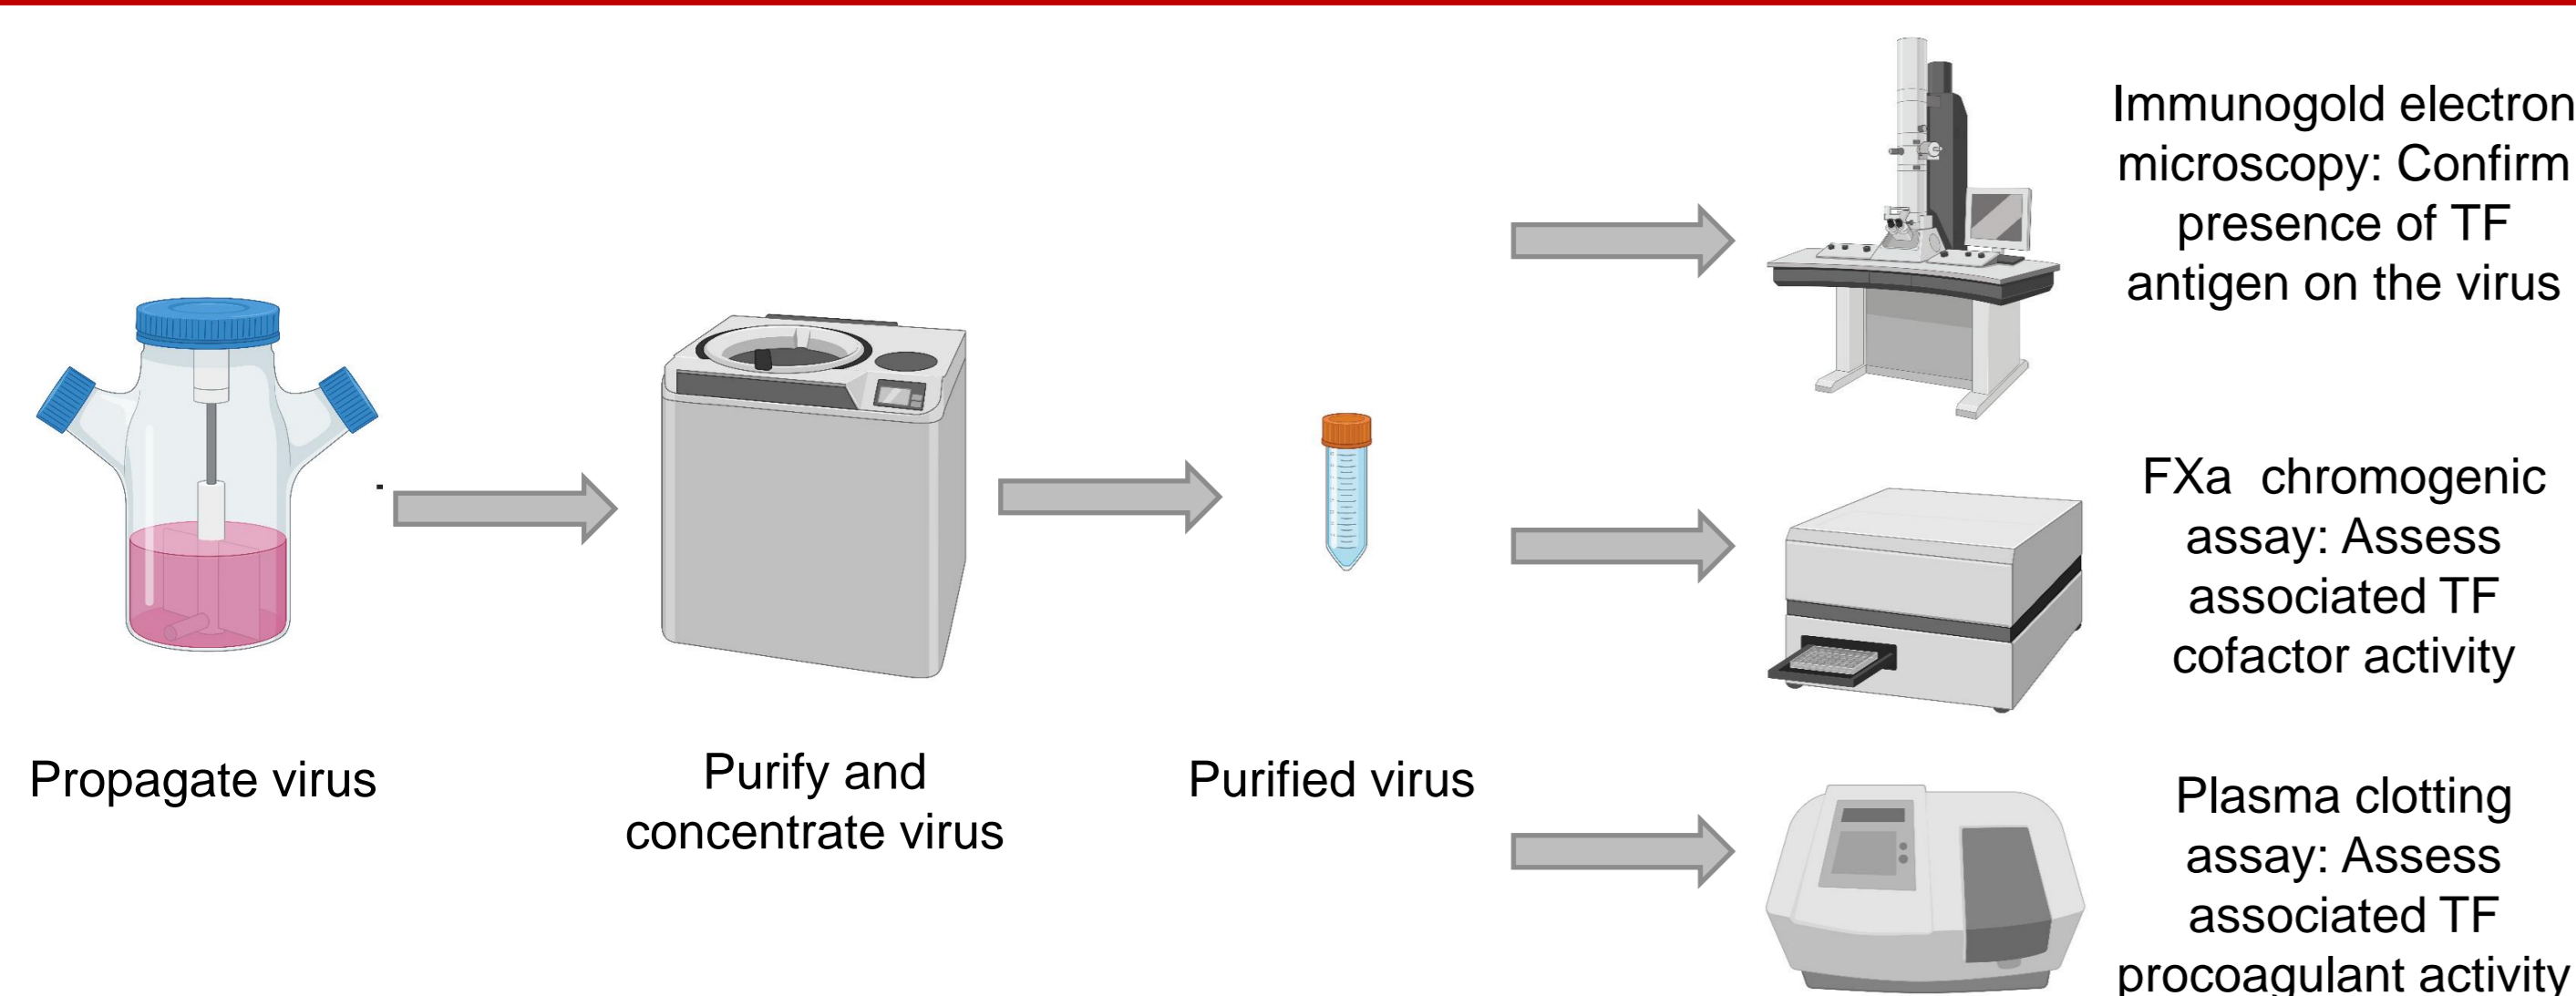 Propagate virus
Purify and
concentrate virus
Purified virus
Immunogold electron
microscopy: Confirm
presence of TF
antigen on the virus
FXa  chromogenic
assay: Assess
associated TF
cofactor activity
Plasma clotting
assay: Assess
associated TF
procoagulant activity